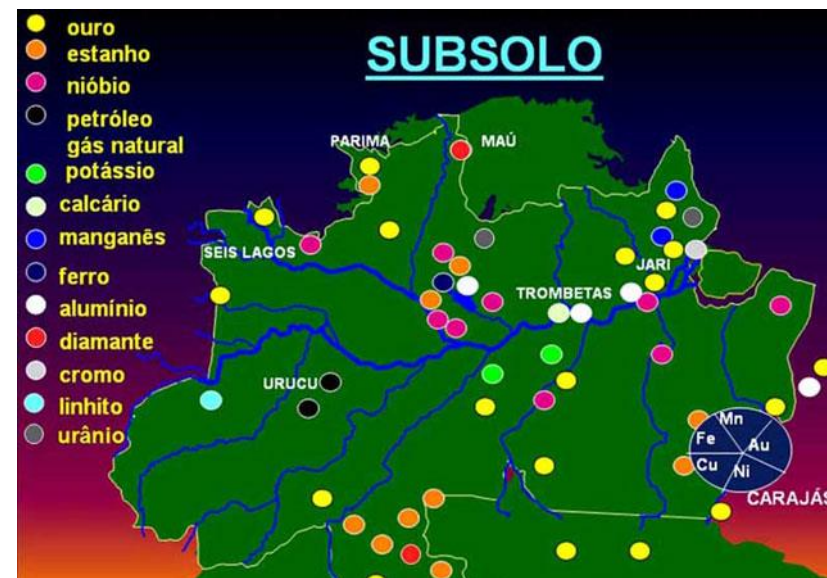 SUBSOLO
ouro
estanho
nióbio
petróleo
gás natural
potássio
calcário
manganês
ferro
alumínio
diamante
cromo
linhito
urânio
PARIMA
MAÚ
SEIS LAGOS
JARI
TROMBETAS
URUCU
Mn
Fe
Au
Cu
Ni
CARAJÁS